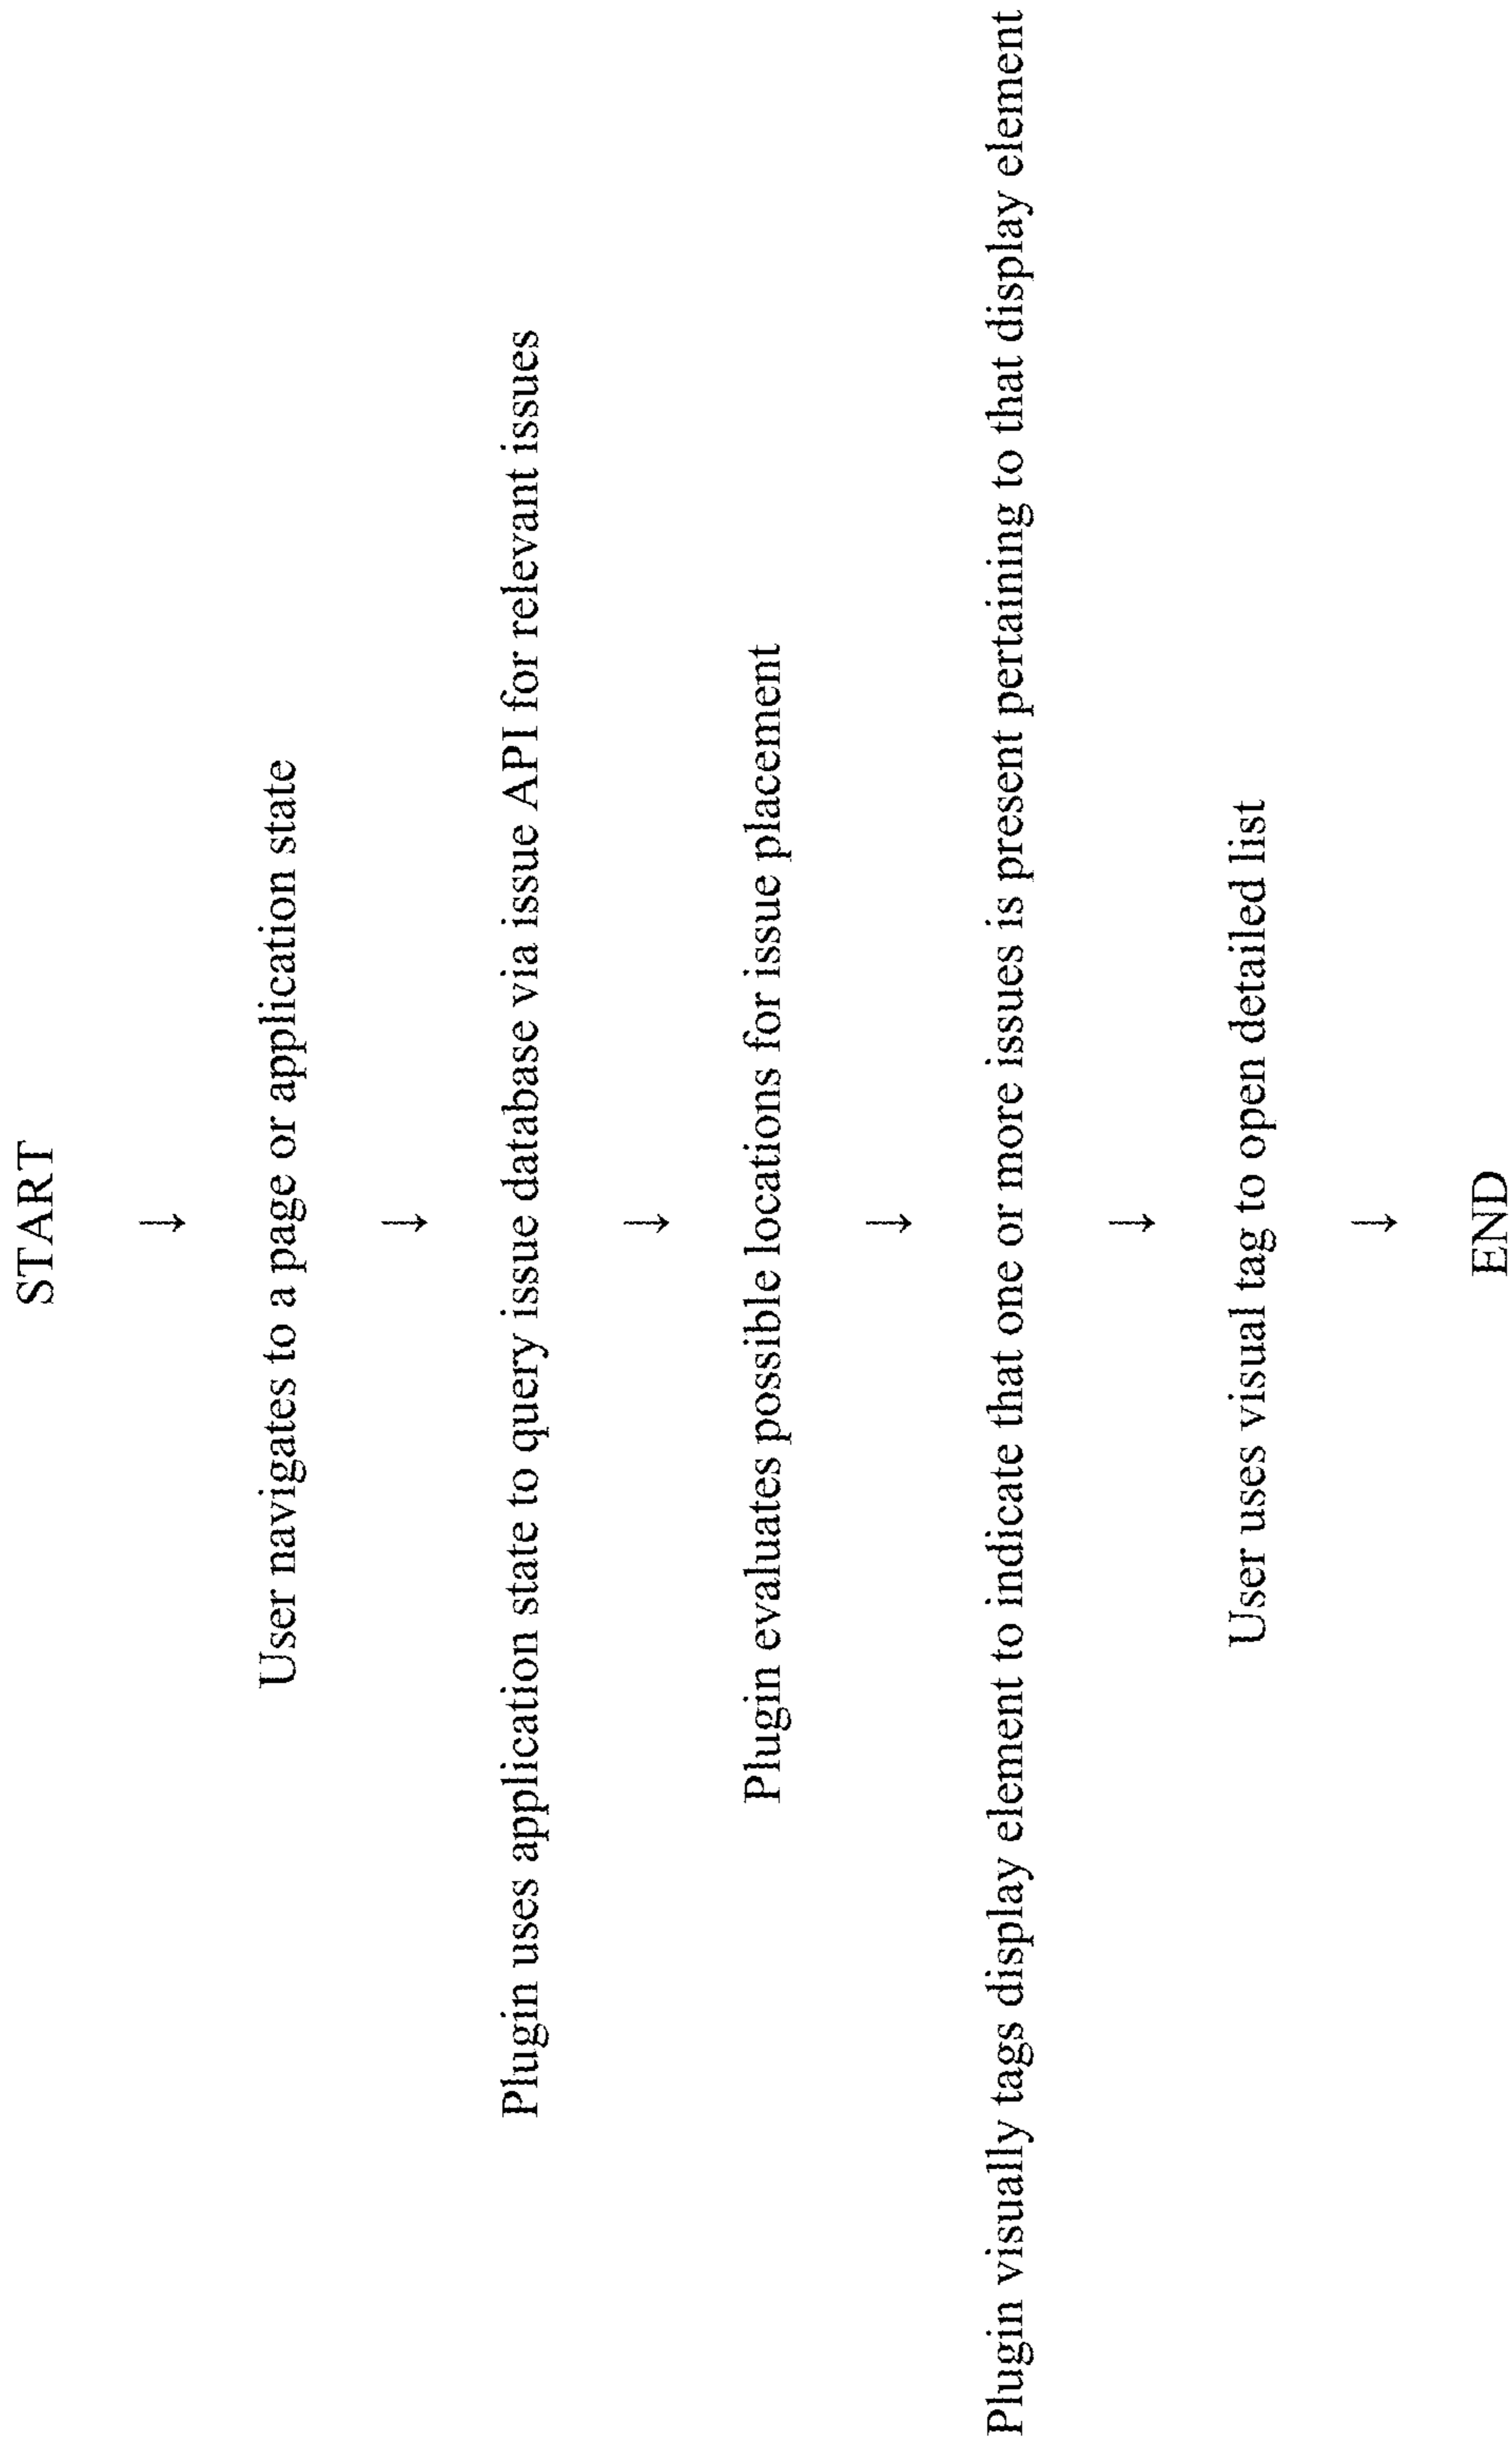 START
↓
User navigates to a page or application state
↓
Plugin uses application state to query issue database via issue API for relevant issues
↓
Plugin evaluates possible locations for issue placement
↓
Plugin visually tags display element to indicate that one or more issues is present pertaining to that display element
↓
User uses visual tag to open detailed list
↓
END